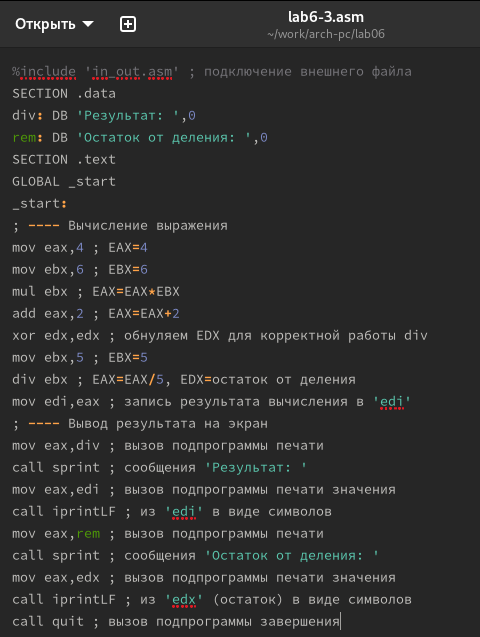 Открыть
lab6-3.asm
~/work/arch-pc/lab06
%include 'in_out.asm' ; подключение внешнего файла
SECTION .data
div: DB 'Результат: ',0
rem: DB 'Остаток от деления: ',0
SECTION .text
GLOBAL _start
_start:
; ---- Вычисление выражения
mov eax,4 ; EAX=4
mov ebx,6 ; EBX=6
mul ebx ; EAX=EAX*EBX
add eax,2 ; EAX=EAX+2
xor edx,edx ; обнуляем EDX для корректной работы div
mov ebx,5 ; EBX=5
div ebx ; EAX=EAX/5, EDX=остаток от деления
mov edi,eax ; запись результата вычисления в 'edi'
; ---- Вывод результата на экран
mov eax,div ; вызов подпрограммы печати
call sprint ; сообщения 'Результат: '
mov eax,edi ; вызов подпрограммы печати значения
call iprintLF ; из 'edi' в виде символов
mov eax,rem ; вызов подпрограммы печати
call sprint ; сообщения 'Остаток от деления: '
mov eax,edx ; вызов подпрограммы печати значения
call iprintLF ; из 'edx' (остаток) в виде символов
call quit ; вызов подпрограммы завершения